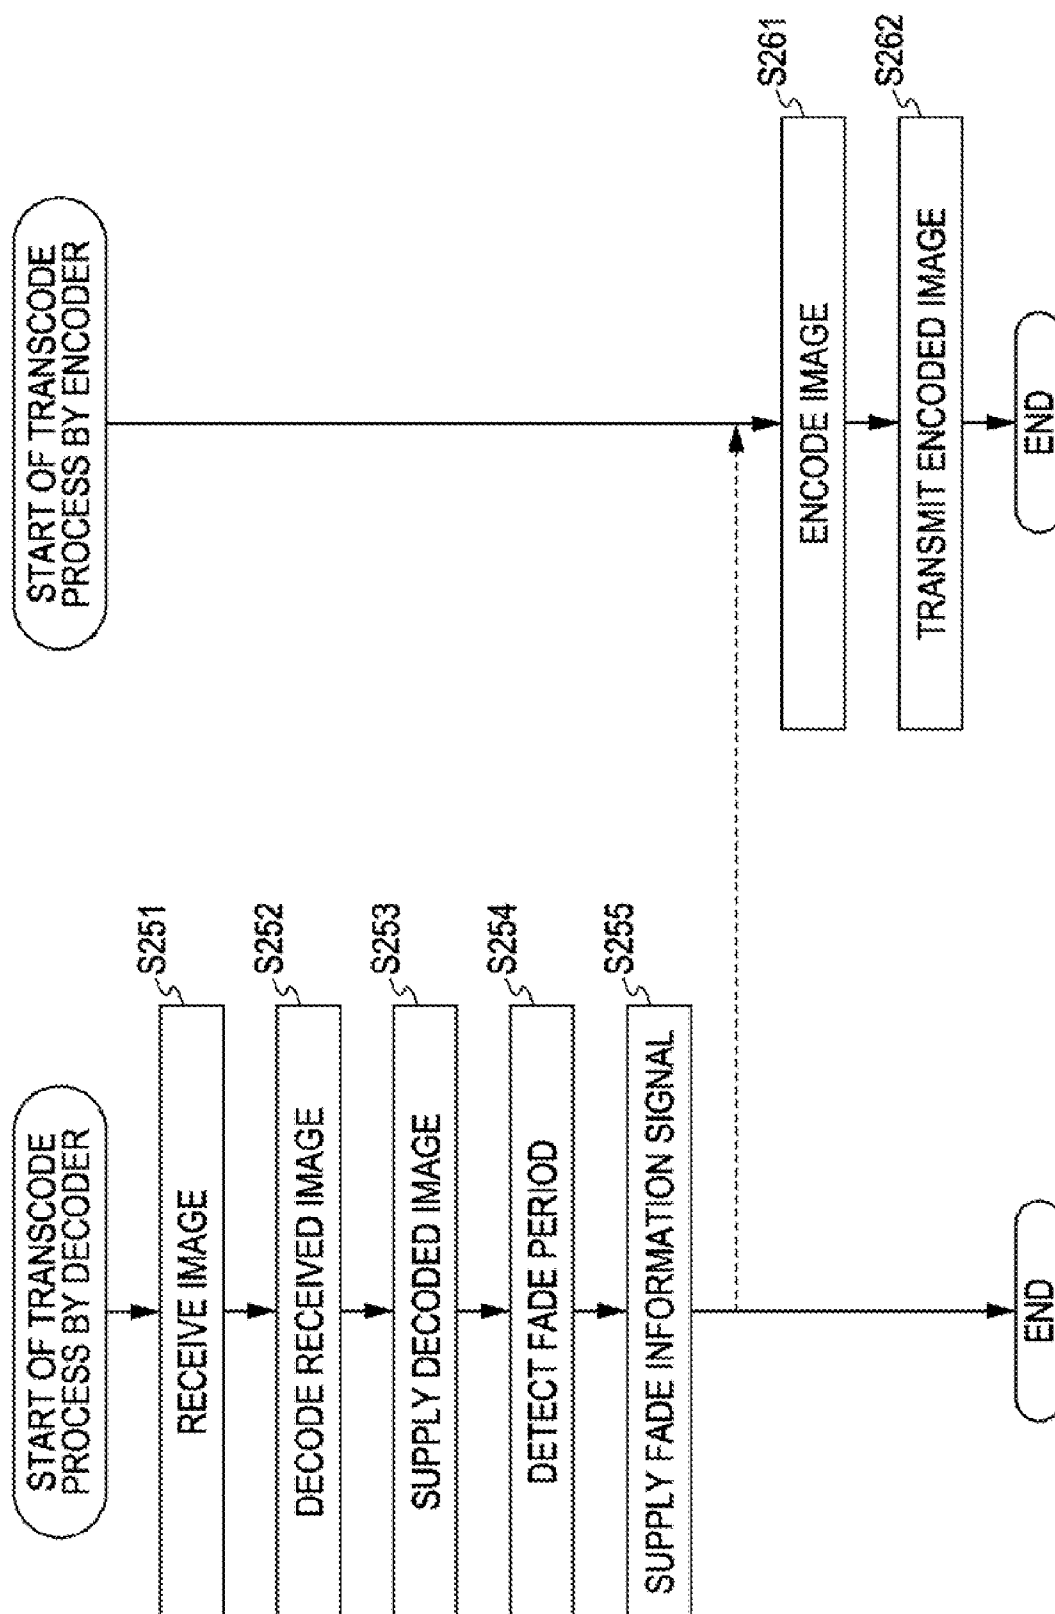 START OF TRANSCODE
PROCESS BY DECODER
S251
RECEIVE IMAGE
S252
DECODE RECEIVED IMAGE
S253
SUPPLY DECODED IMAGE
S254
DETECT FADE PERIOD
S255
SUPPLY FADE INFORMATION SIGNAL
END
START OF TRANSCODE
PROCESS BY ENCODER
S261
ENCODE IMAGE
S262
TRANSMIT ENCODED IMAGE
END